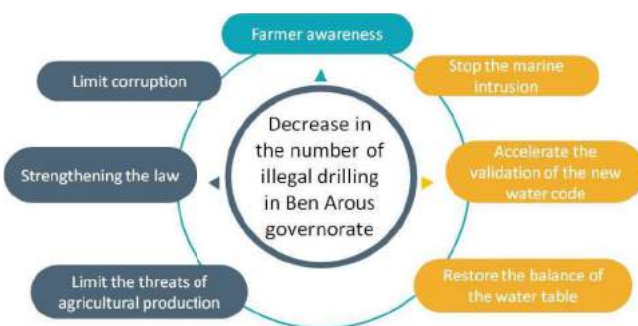 Farmer awareness
Limit corruption
Stop the marine
intrusion
Decrease in
the number of
illegal drilling
in Ben Arous
governorate
Strengthening the law
Accelerate the
validation of the new
water code
Limit the threats of
agricultural production
Restore the balance of
the water table